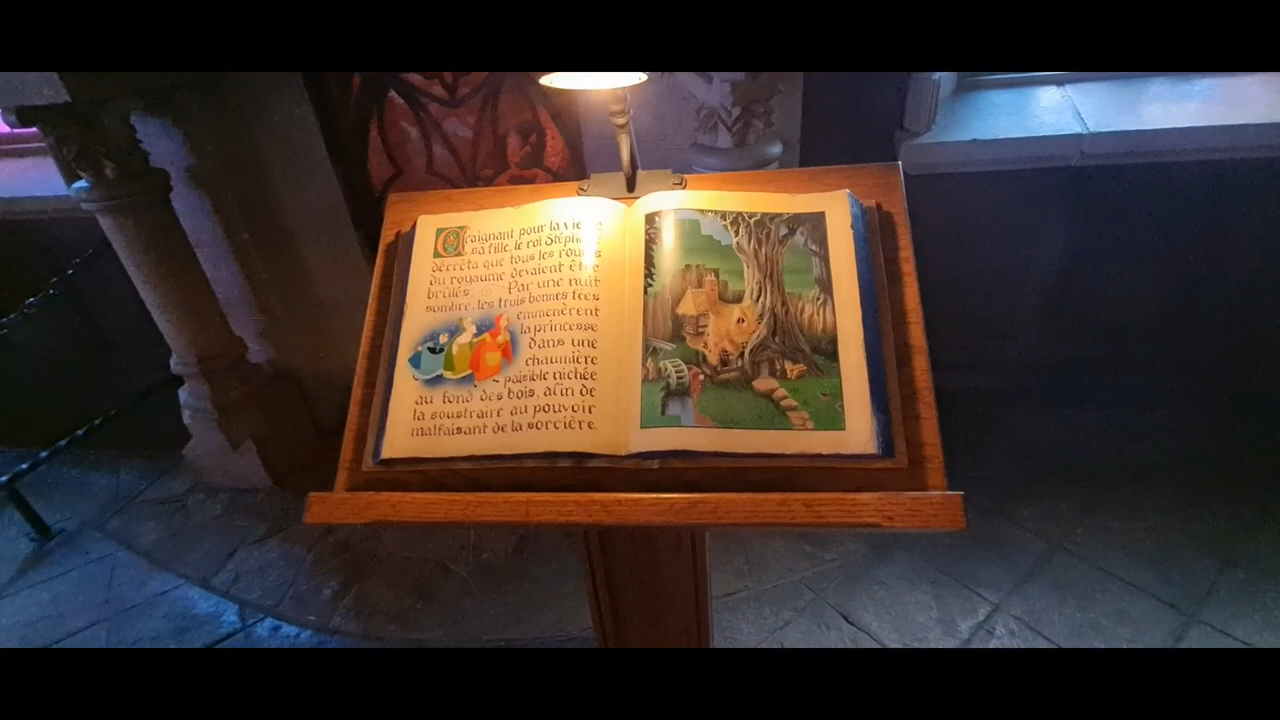 Craignant pour la vie de
sa fille, le roi Stéphane
décréta que tous les rouets
du royaume devaient être
brûlés. Par une nuit
sombre, les trois bonnes fées
emmenèrent
la princesse
dans une
chaumière
paisible nichée
au fond des bois, afin de
la soustraire au pouvoir
malfaisant de la sorcière.